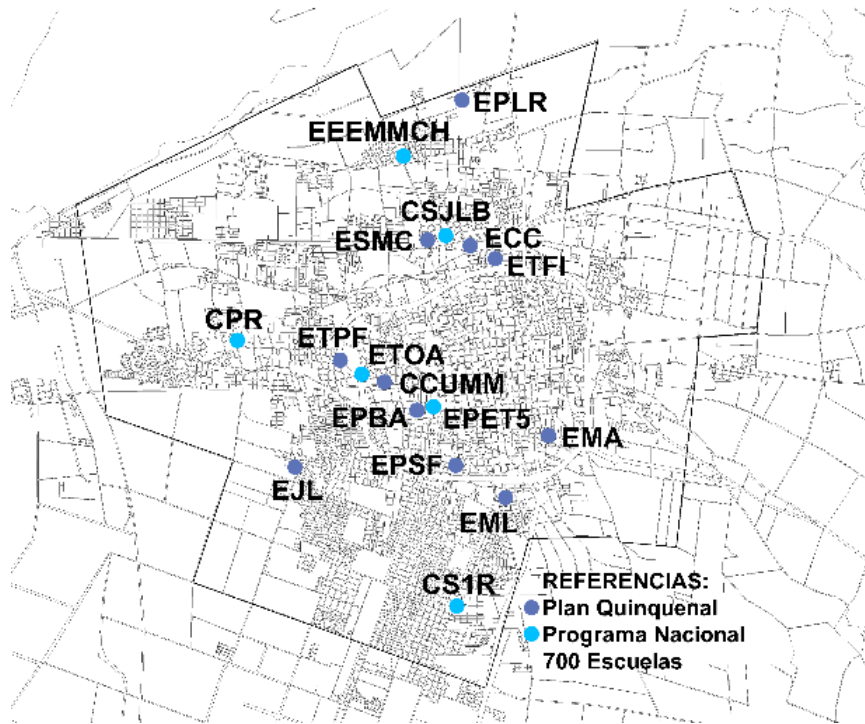 EPLR
EEEMMCH
CSJLB
ESMC
ECC
ETFI
CPR
ETPF
ETOA
CCUMM
EPBA
EPET5
EMA
EPSF
EJL
EML
CS1R
REFERENCIAS:
Plan Quinquenal
Programa Nacional
700 Escuelas